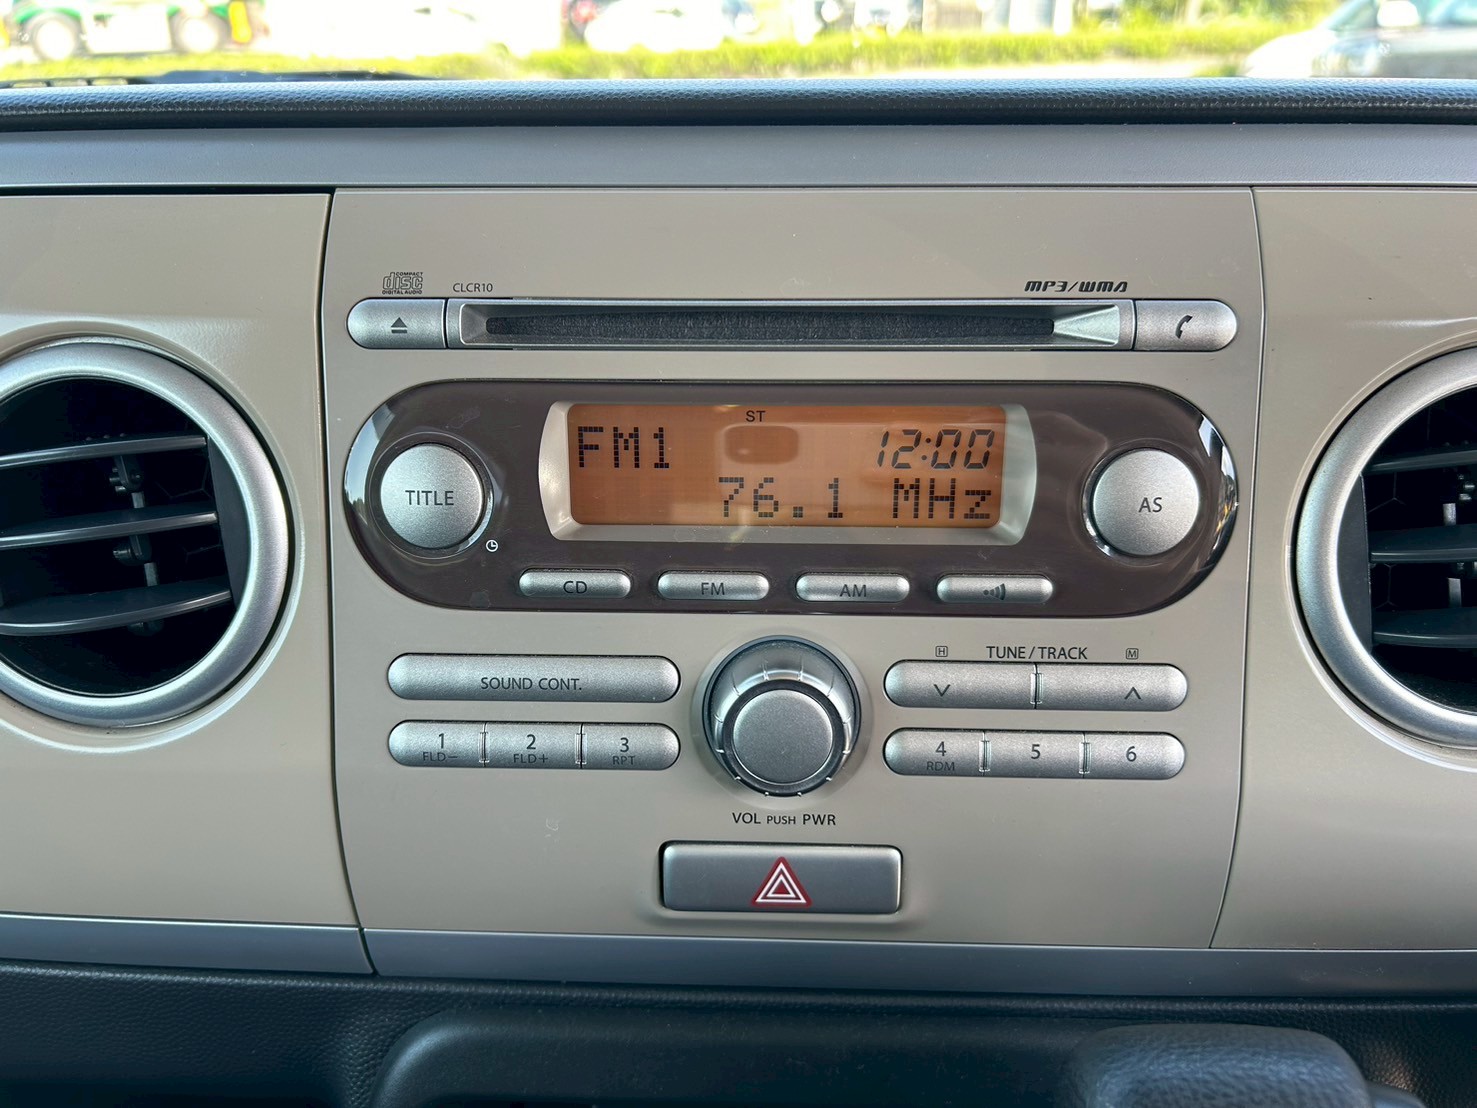 COMPACT
disc
DIGITAL AUDIO
CLCR10
MP3/WMA
ST
FM1 12:00
76.1 MHz
TITLE
AS
CD FM AM
SOUND CONT.
H TUNE/TRACK M
1 2 3
FLD− FLD+ RPT
4 5 6
RDM
VOL PUSH PWR